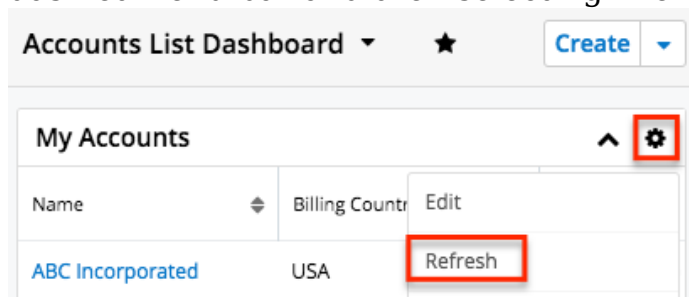 Accounts List Dashboard Create
My Accounts
Name Billing Countr Edit
Refresh
ABC Incorporated USA